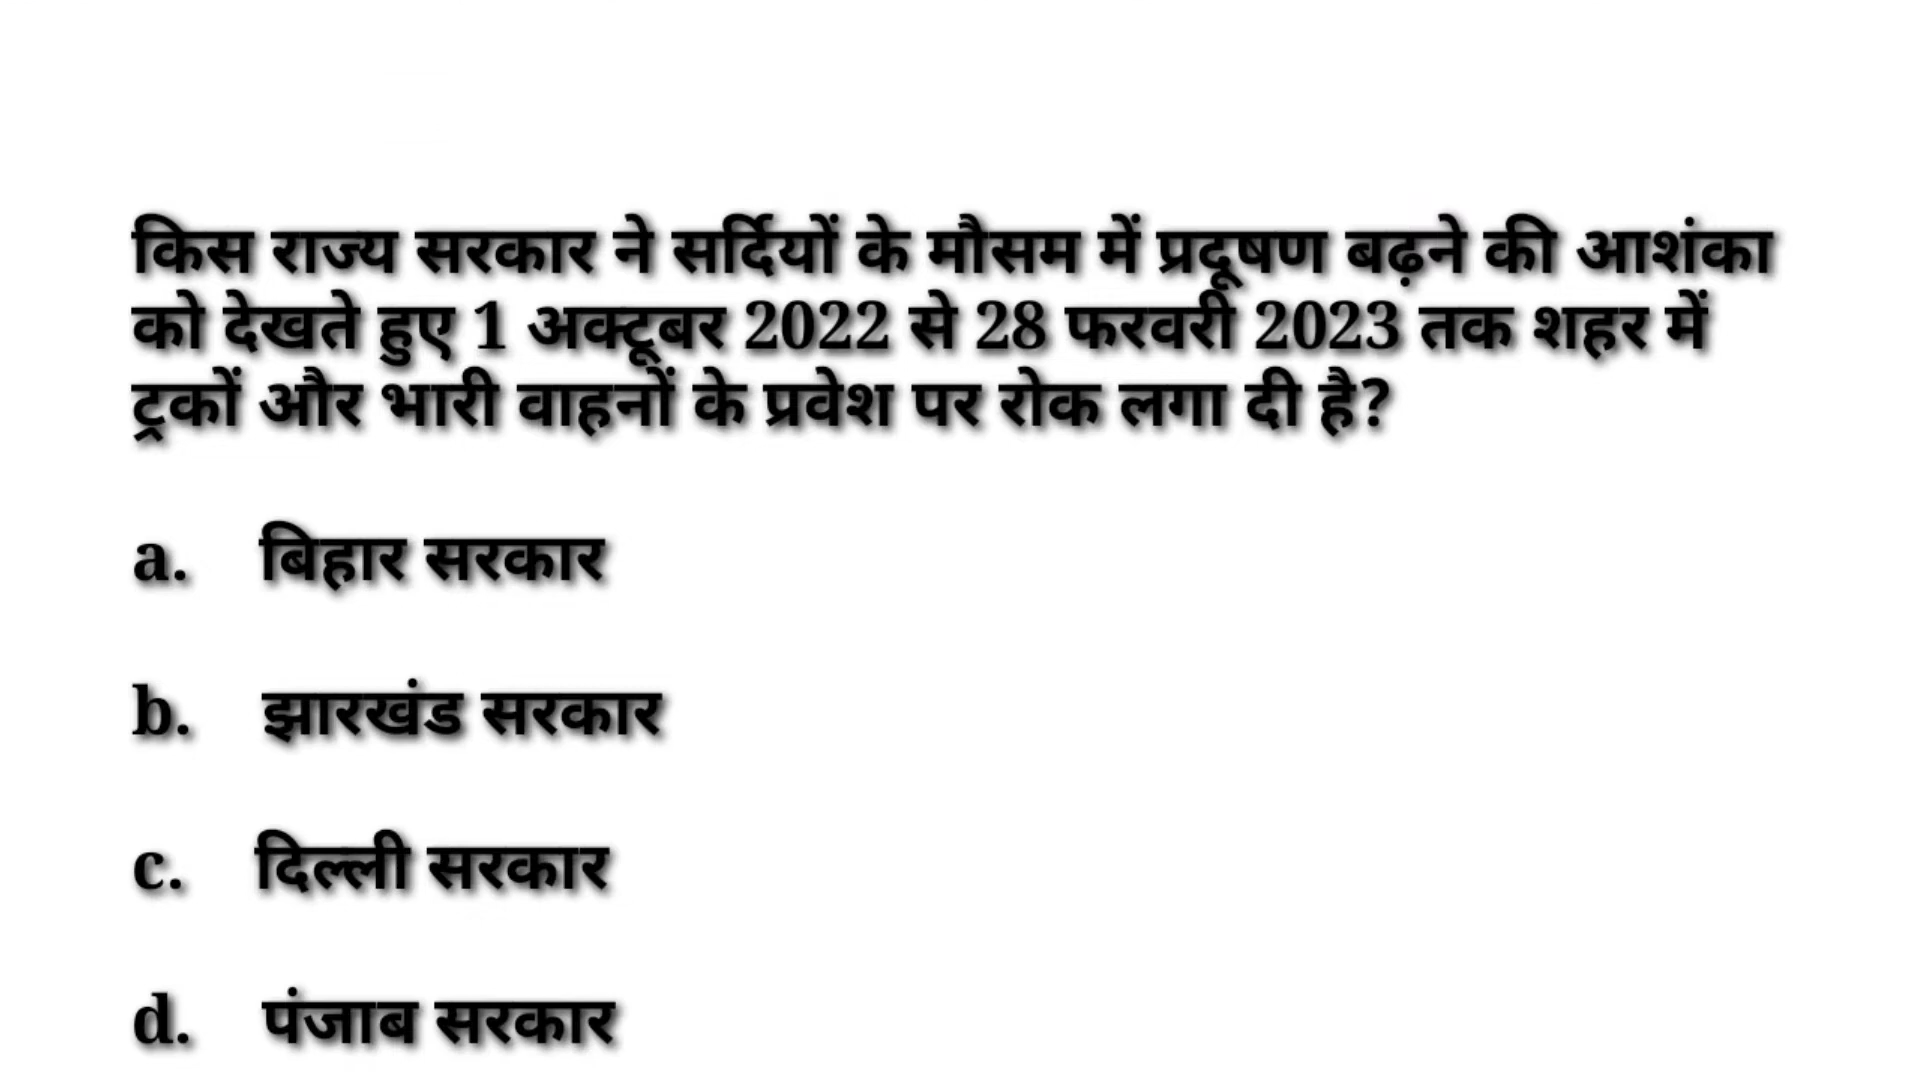 किस राज्य सरकार ने सर्दियों के मौसम में प्रदूषण बढ़ने की आशंका
को देखते हुए 1 अक्टूबर 2022 से 28 फरवरी 2023 तक शहर में
ट्रकों और भारी वाहनों के प्रवेश पर रोक लगा दी है?
a. बिहार सरकार
b. झारखंड सरकार
c. दिल्ली सरकार
d. पंजाब सरकार